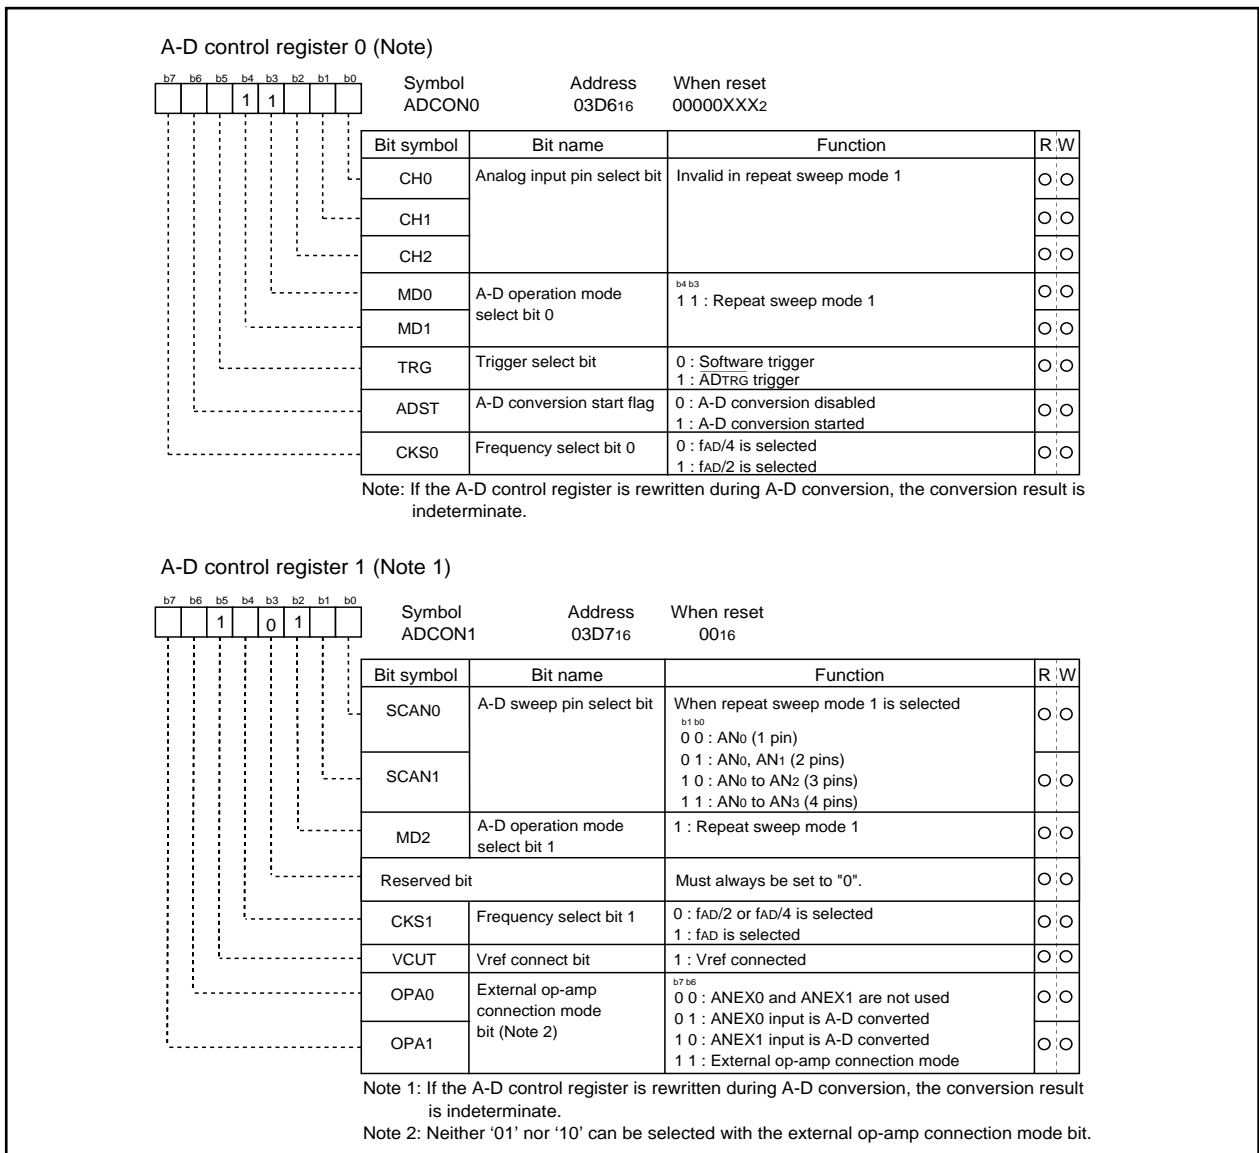 A-D control register 0 (Note)
b7 b6 b5 b4 b3 b2 b1 b0
1 1
Symbol Address When reset
ADCON0 03D616 00000XXX2
Bit symbol Bit name Function R W
CH0 Analog input pin select bit Invalid in repeat sweep mode 1
CH1
CH2
MD0 A-D operation mode select bit 0 b4 b3
1 1 : Repeat sweep mode 1
MD1
TRG Trigger select bit 0 : Software trigger
1 : ADTRG trigger
ADST A-D conversion start flag 0 : A-D conversion disabled
1 : A-D conversion started
CKS0 Frequency select bit 0 0 : fAD/4 is selected
1 : fAD/2 is selected
Note: If the A-D control register is rewritten during A-D conversion, the conversion result is
indeterminate.
A-D control register 1 (Note 1)
b7 b6 b5 b4 b3 b2 b1 b0
1 0 1
Symbol Address When reset
ADCON1 03D716 0016
Bit symbol Bit name Function R W
SCAN0 A-D sweep pin select bit When repeat sweep mode 1 is selected
b1 b0
0 0 : AN0 (1 pin)
0 1 : AN0, AN1 (2 pins)
SCAN1 1 0 : AN0 to AN2 (3 pins)
1 1 : AN0 to AN3 (4 pins)
MD2 A-D operation mode select bit 1 1 : Repeat sweep mode 1
Reserved bit Must always be set to "0".
CKS1 Frequency select bit 1 0 : fAD/2 or fAD/4 is selected
1 : fAD is selected
VCUT Vref connect bit 1 : Vref connected
OPA0 External op-amp connection mode bit (Note 2) b7 b6
0 0 : ANEX0 and ANEX1 are not used
0 1 : ANEX0 input is A-D converted
OPA1 1 0 : ANEX1 input is A-D converted
1 1 : External op-amp connection mode
Note 1: If the A-D control register is rewritten during A-D conversion, the conversion result
is indeterminate.
Note 2: Neither ‘01’ nor ‘10’ can be selected with the external op-amp connection mode bit.